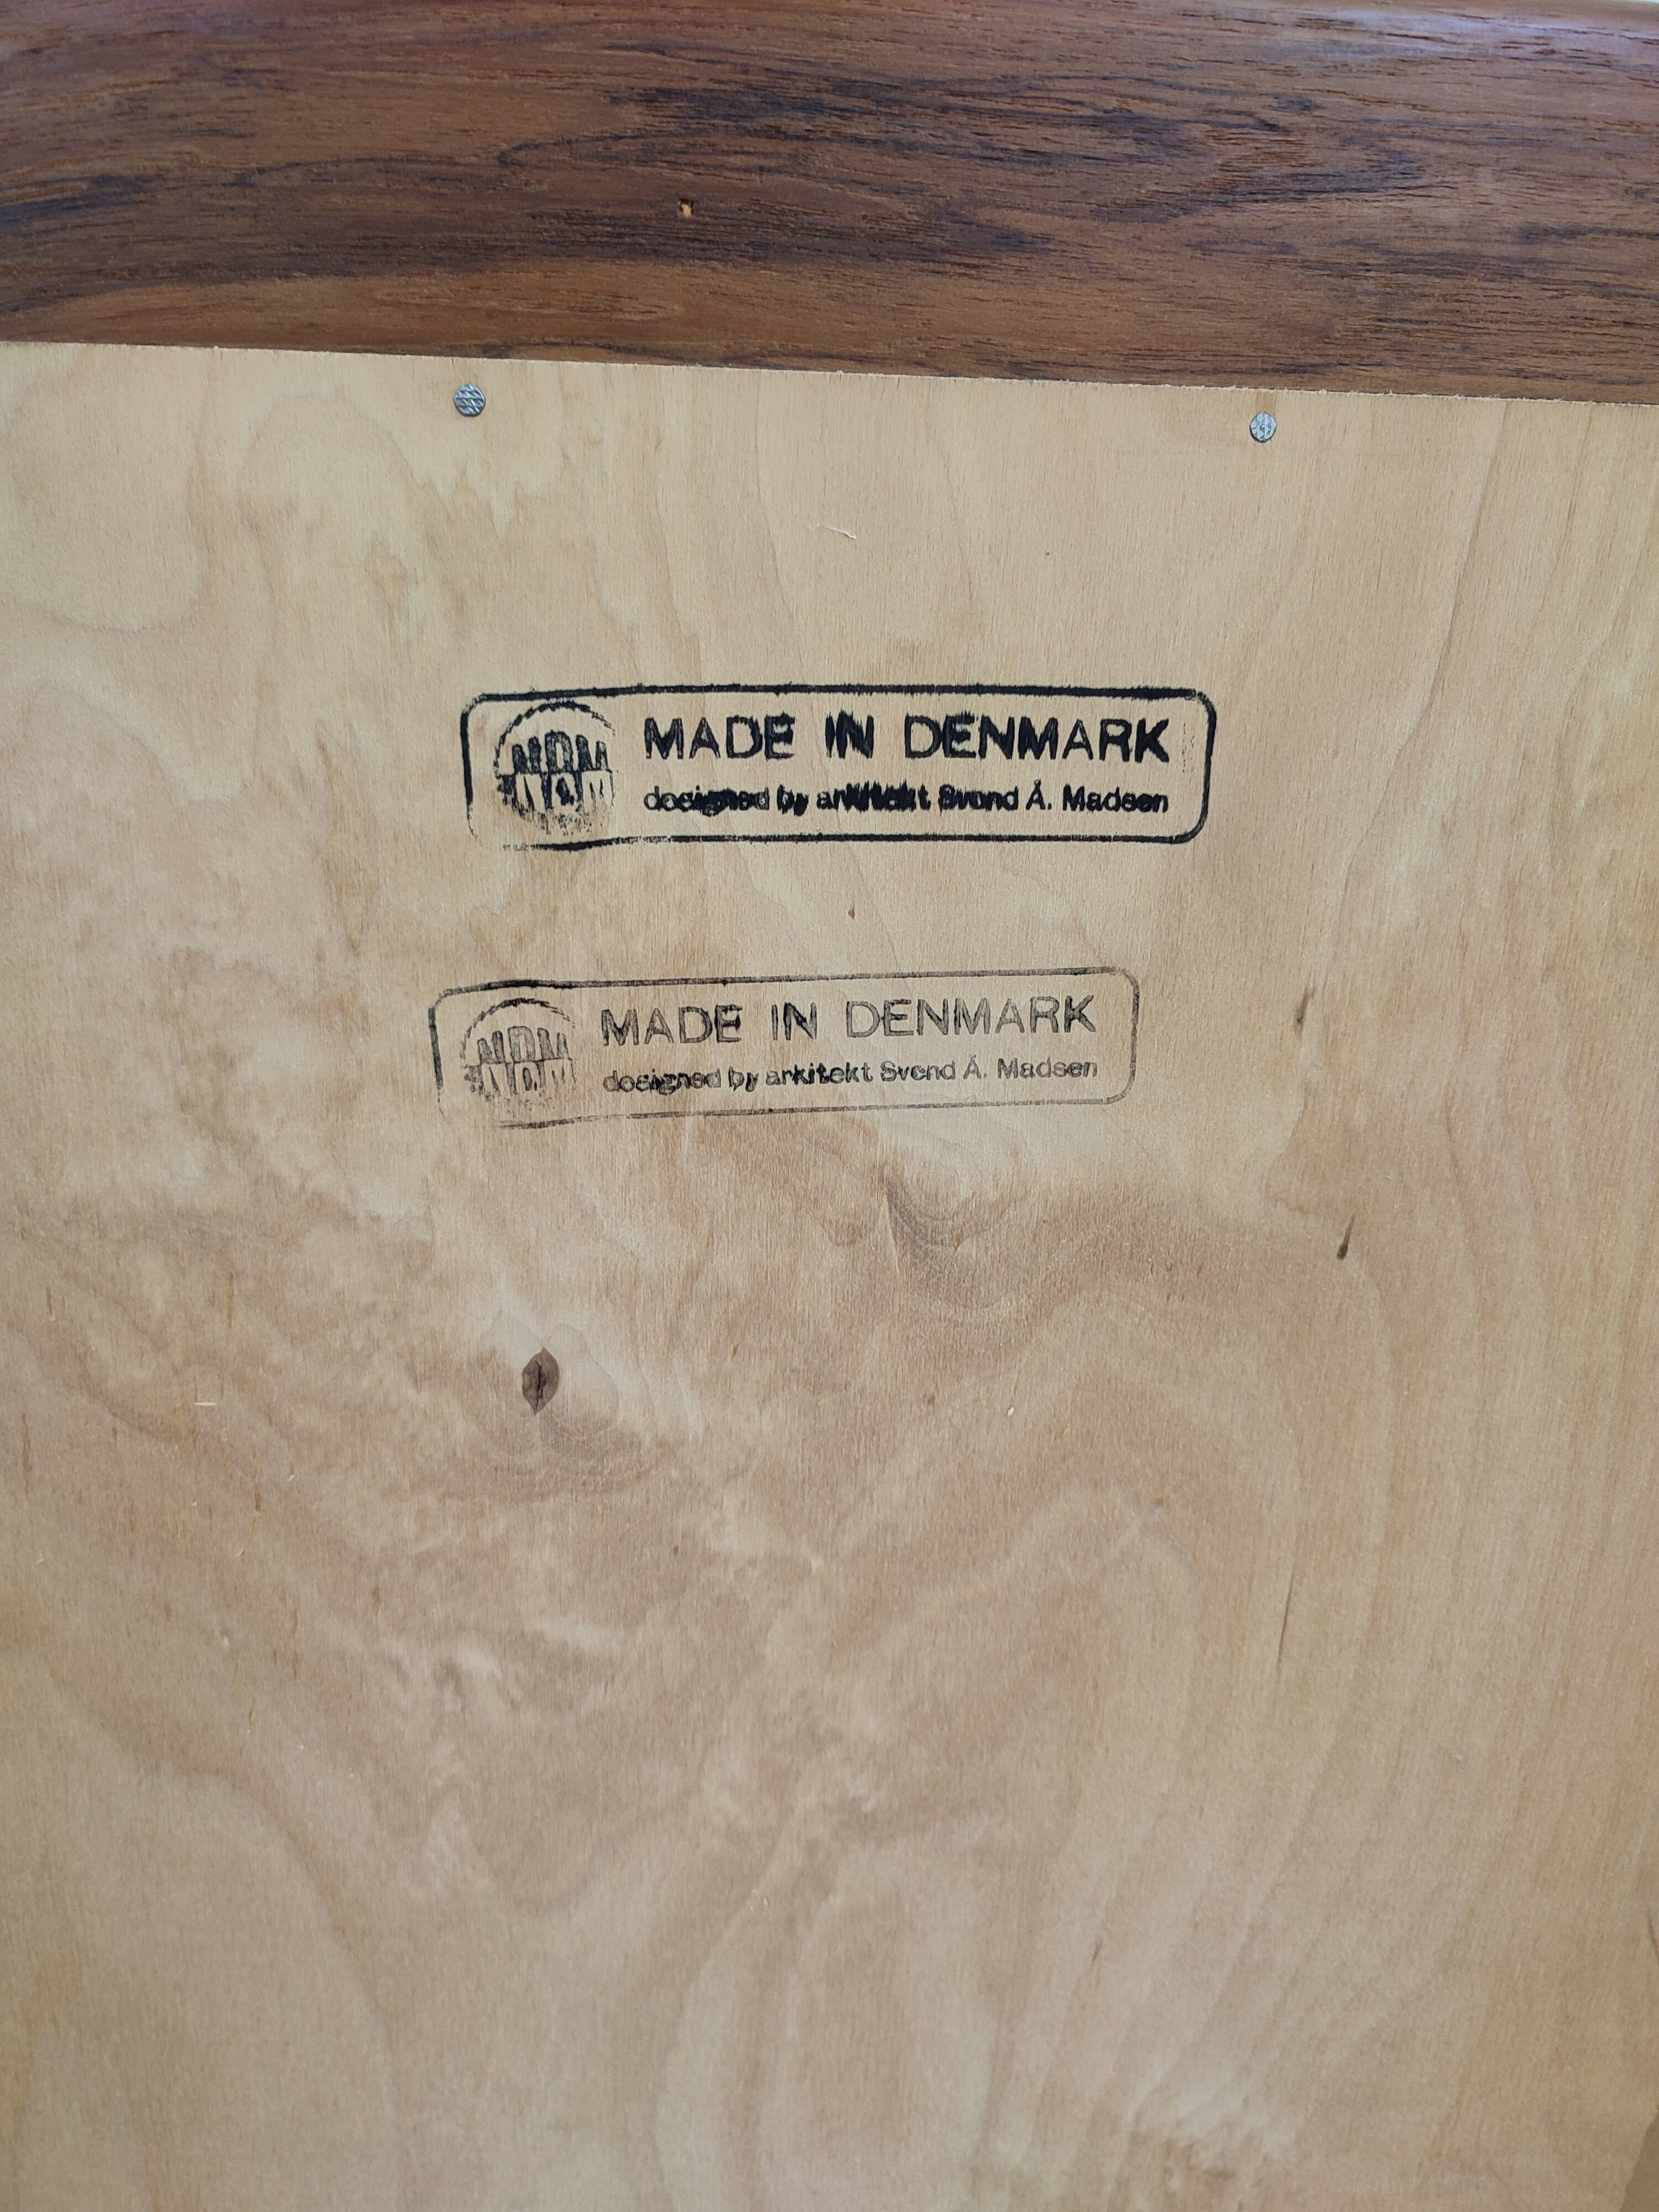 MADE IN DENMARK
designed by arkitekt Svend Å. Madsen
MADE IN DENMARK
designed by arkitekt Svend Å. Madsen